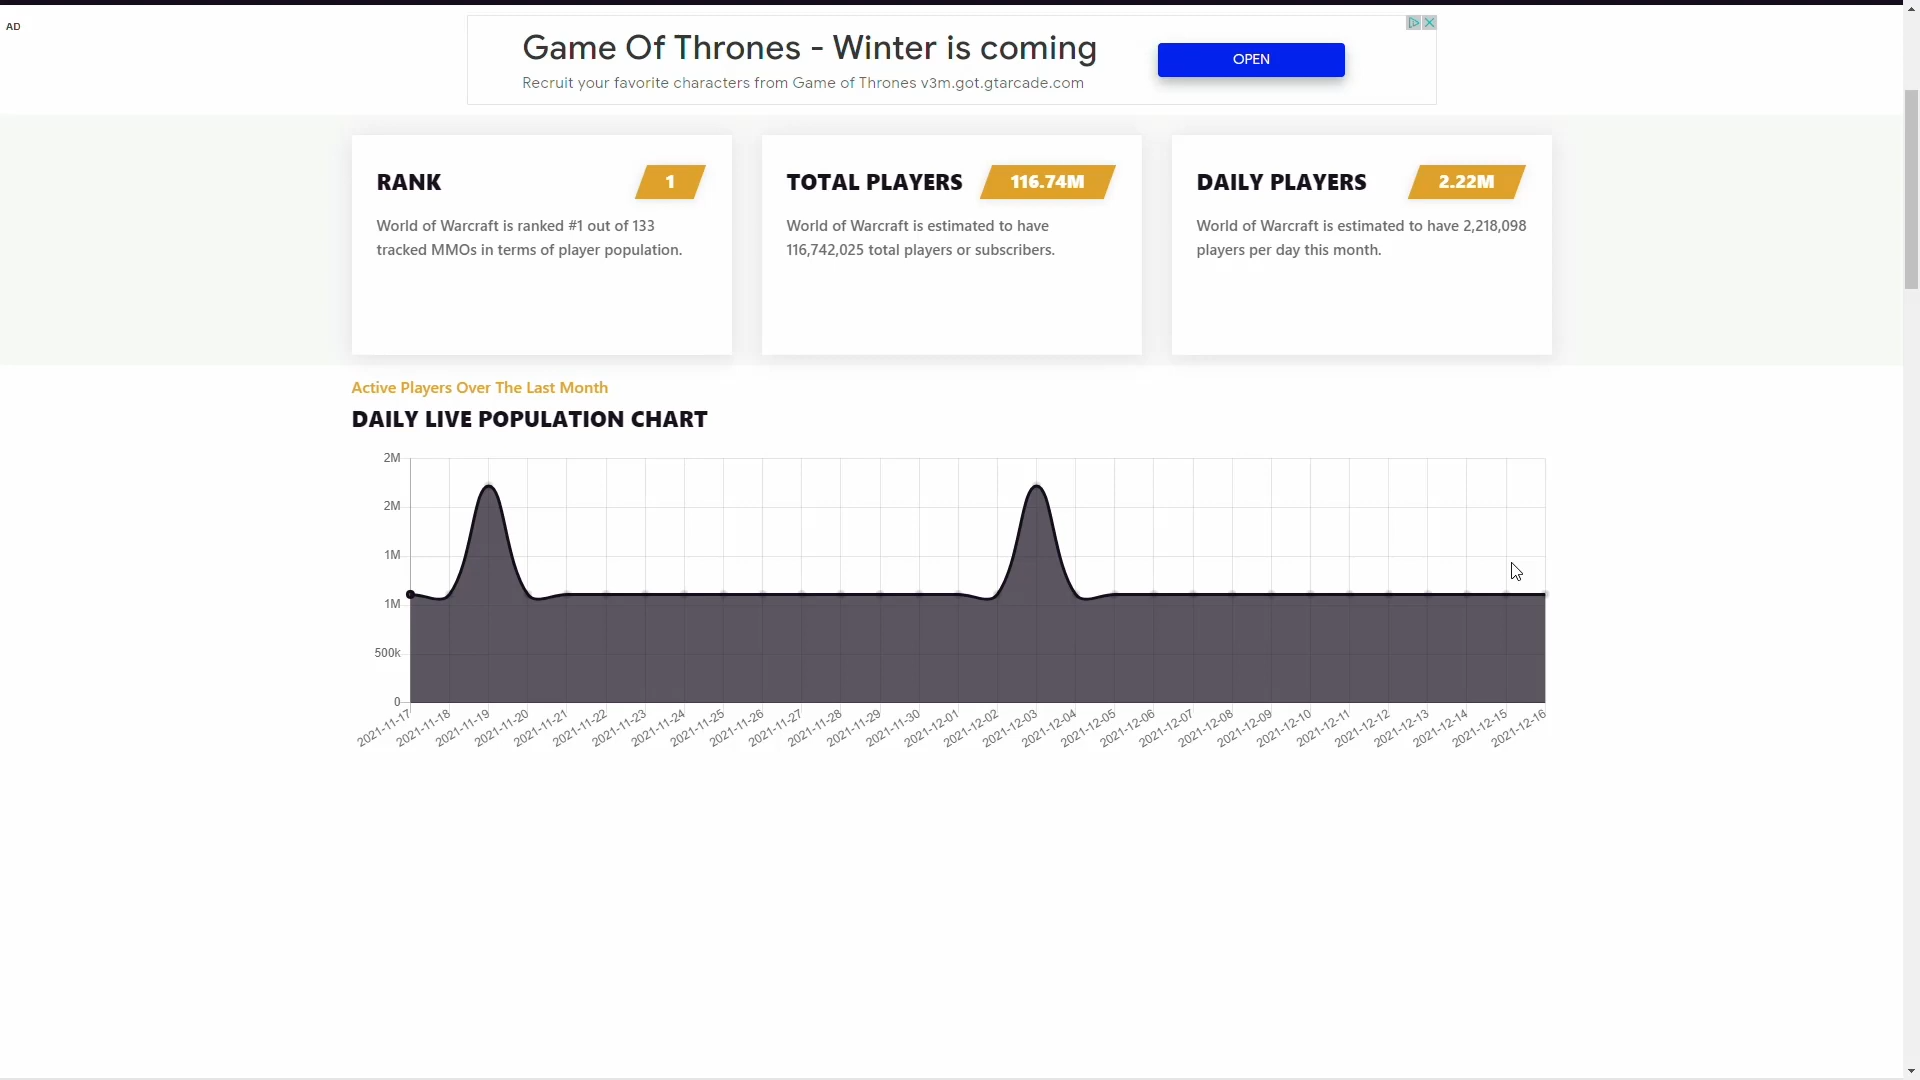 AD
Game Of Thrones - Winter is coming
Recruit your favorite characters from Game of Thrones v3m.got.gtarcade.com
OPEN
RANK
1
World of Warcraft is ranked #1 out of 133
tracked MMOs in terms of player population.
TOTAL PLAYERS
116.74M
World of Warcraft is estimated to have
116,742,025 total players or subscribers.
DAILY PLAYERS
2.22M
World of Warcraft is estimated to have 2,218,098
players per day this month.
Active Players Over The Last Month
DAILY LIVE POPULATION CHART
2M
2M
1M
1M
500k
0
2021-11-17
2021-11-18
2021-11-19
2021-11-20
2021-11-21
2021-11-22
2021-11-23
2021-11-24
2021-11-25
2021-11-26
2021-11-27
2021-11-28
2021-11-29
2021-11-30
2021-12-01
2021-12-02
2021-12-03
2021-12-04
2021-12-05
2021-12-06
2021-12-07
2021-12-08
2021-12-09
2021-12-10
2021-12-11
2021-12-12
2021-12-13
2021-12-14
2021-12-15
2021-12-16